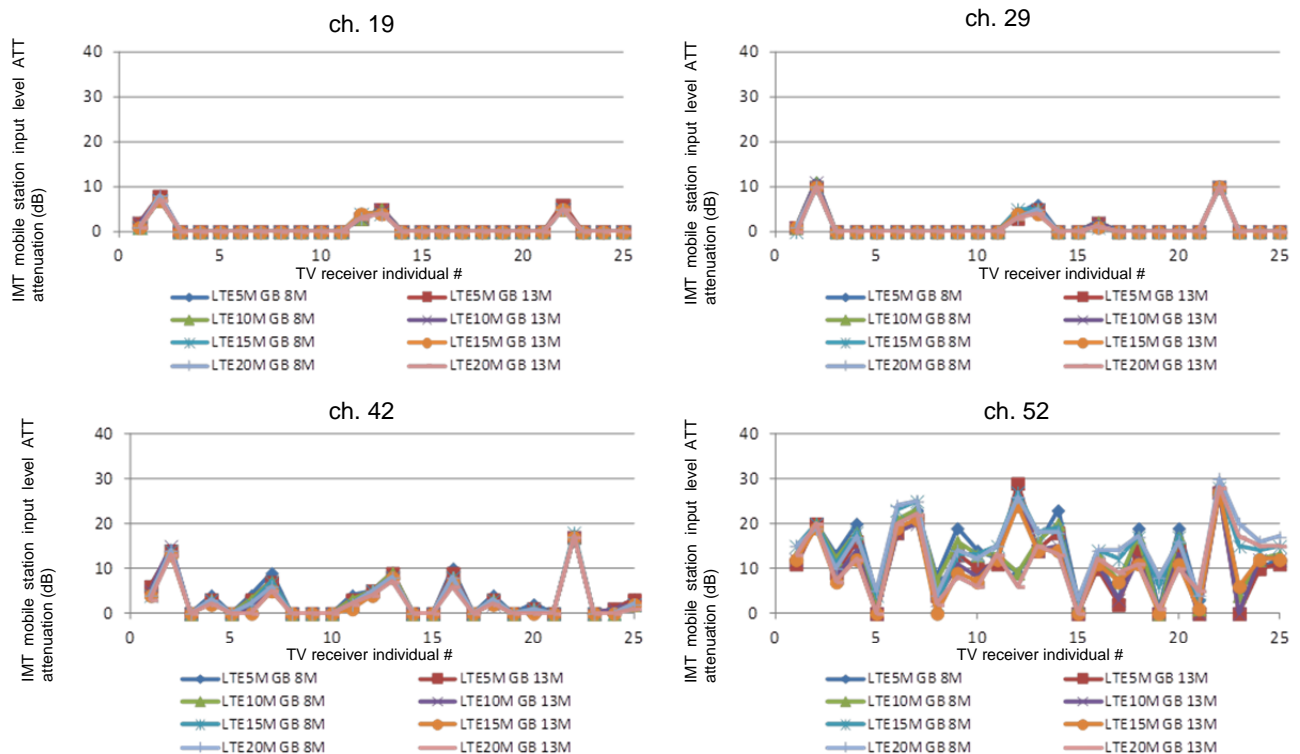 ch. 19
IMT mobile station input level ATT
attenuation (dB)
40
30
20
10
0
0 5 10 15 20 25
TV receiver individual #
LTE5M GB 8M LTE5M GB 13M
LTE10M GB 8M LTE10M GB 13M
LTE15M GB 8M LTE15M GB 13M
LTE20M GB 8M LTE20M GB 13M
ch. 29
IMT mobile station input level ATT
attenuation (dB)
40
30
20
10
0
0 5 10 15 20 25
TV receiver individual #
LTE5M GB 8M LTE5M GB 13M
LTE10M GB 8M LTE10M GB 13M
LTE15M GB 8M LTE15M GB 13M
LTE20M GB 8M LTE20M GB 13M
ch. 42
IMT mobile station input level ATT
attenuation (dB)
40
30
20
10
0
0 5 10 15 20 25
TV receiver individual #
LTE5M GB 8M LTE5M GB 13M
LTE10M GB 8M LTE10M GB 13M
LTE15M GB 8M LTE15M GB 13M
LTE20M GB 8M LTE20M GB 13M
ch. 52
IMT mobile station input level ATT
attenuation (dB)
40
30
20
10
0
0 5 10 15 20 25
TV receiver individual #
LTE5M GB 8M LTE5M GB 13M
LTE10M GB 8M LTE10M GB 13M
LTE15M GB 8M LTE15M GB 13M
LTE20M GB 8M LTE20M GB 13M